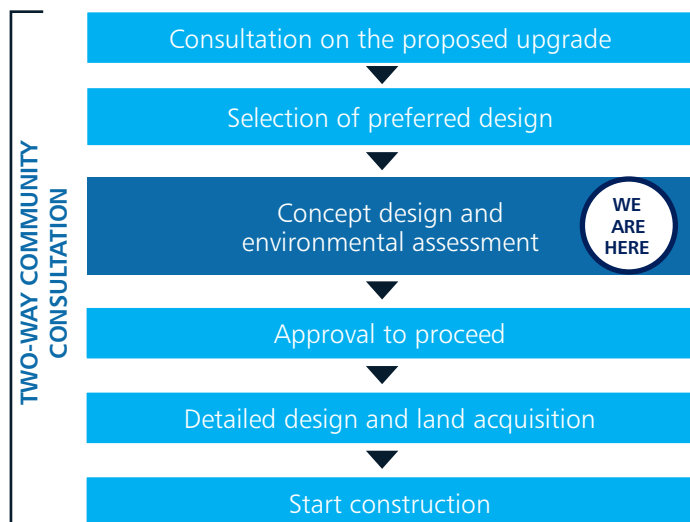 TWO-WAY COMMUNITY
CONSULTATION
Consultation on the proposed upgrade
Selection of preferred design
Concept design and
environmental assessment
WE
ARE
HERE
Approval to proceed
Detailed design and land acquisition
Start construction